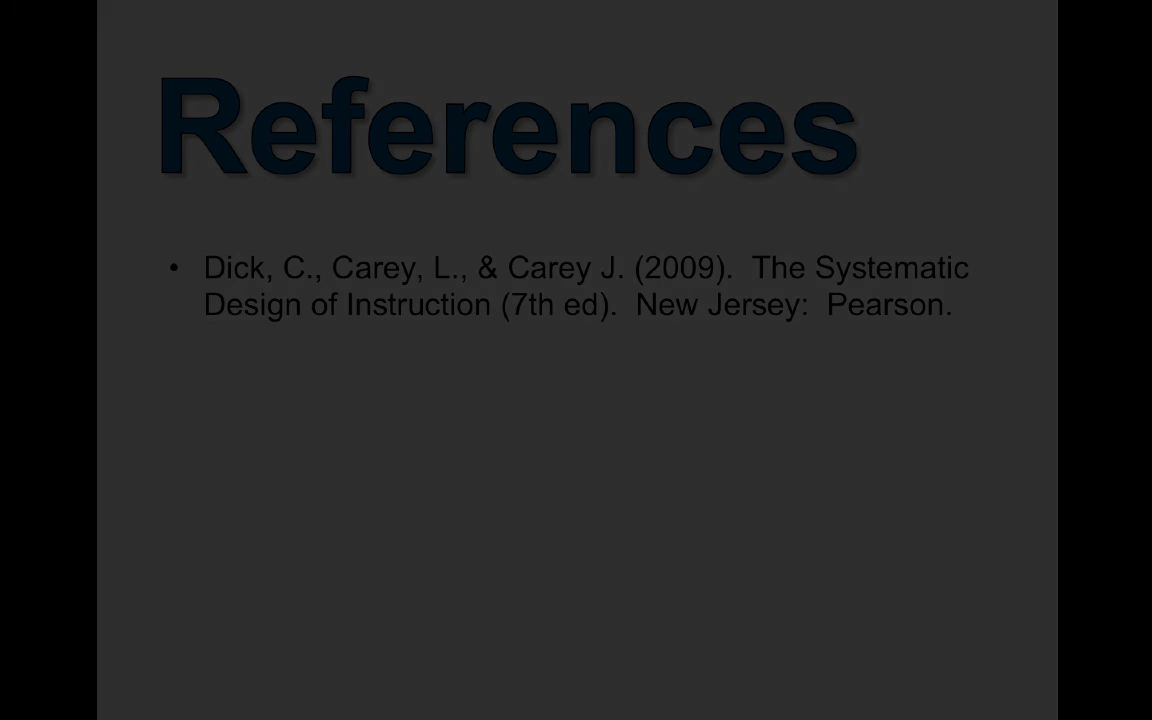 References
• Dick, C., Carey, L., & Carey J. (2009).  The Systematic
Design of Instruction (7th ed).  New Jersey:  Pearson.